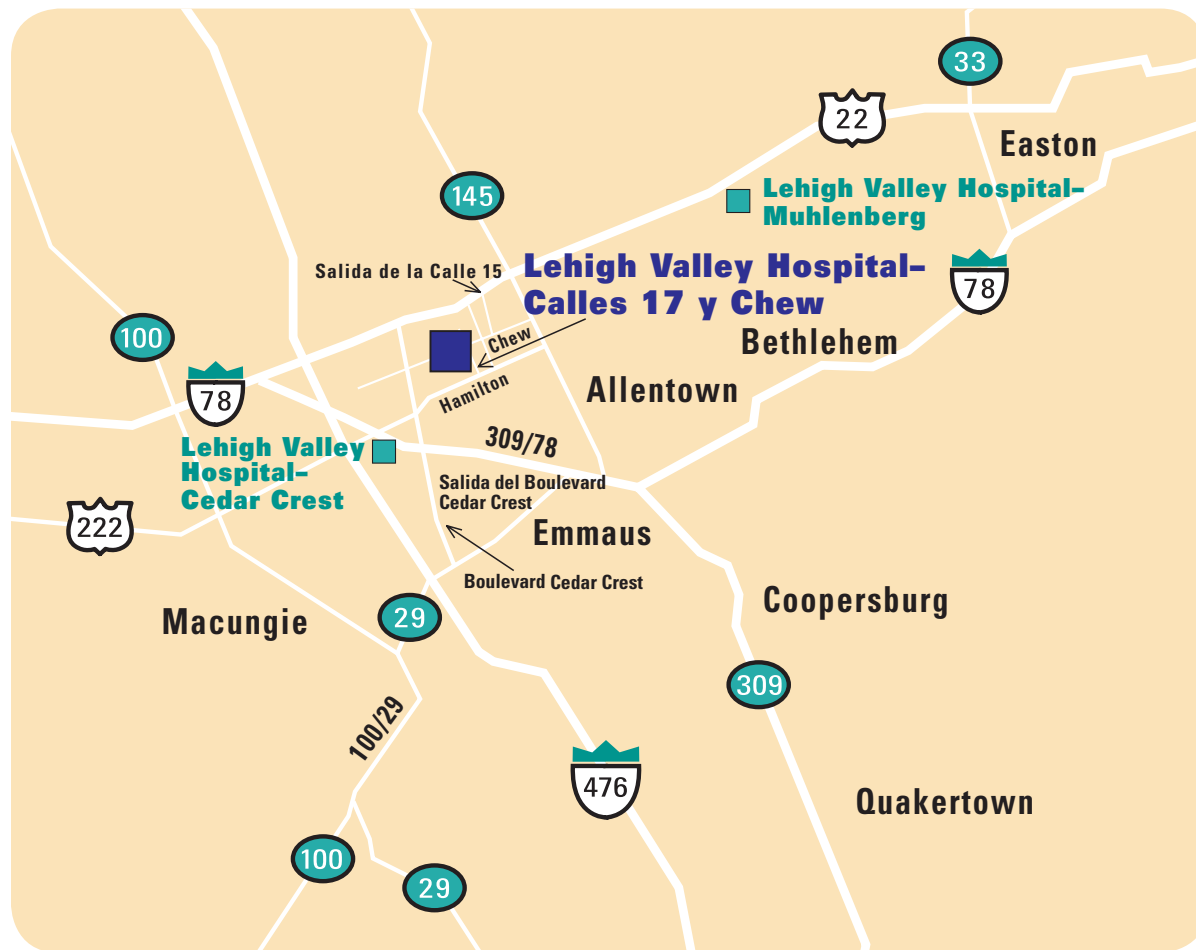 33
22
Easton
145
Lehigh Valley Hospital–
Muhlenberg
Salida de la Calle 15
Lehigh Valley Hospital–
Calles 17 y Chew
78
100
Chew
Bethlehem
78
Hamilton
Allentown
309/78
Lehigh Valley
Hospital–
Cedar Crest
Salida del Boulevard
Cedar Crest
222
Emmaus
Boulevard Cedar Crest
Coopersburg
29
Macungie
309
100/29
476
Quakertown
100
29